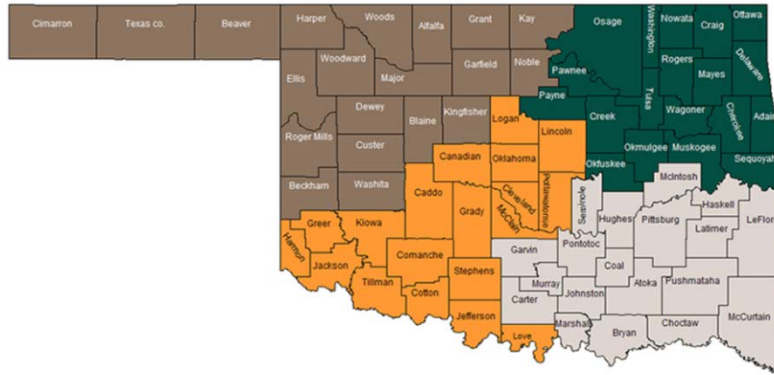 Cimarron
Texas co.
Beaver
Harper
Woods
Alfalfa
Grant
Kay
Osage
Washington
Nowata
Craig
Ottawa
Ellis
Woodward
Major
Garfield
Noble
Pawnee
Rogers
Mayes
Delaware
Dewey
Blaine
Kingfisher
Logan
Payne
Creek
Tulsa
Wagoner
Cherokee
Adair
Roger Mills
Custer
Canadian
Oklahoma
Lincoln
Okfuskee
Okmulgee
Muskogee
Sequoyah
Beckham
Washita
Caddo
Grady
Cleveland
McClain
Pottawatomie
Seminole
Hughes
McIntosh
Pittsburg
Haskell
Latimer
LeFlor
Greer
Kiowa
Harmon
Jackson
Tillman
Comanche
Cotton
Stephens
Jefferson
Garvin
Murray
Carter
Love
Pontotoc
Coal
Johnston
Atoka
Pushmataha
Marshall
Bryan
Choctaw
McCurtain